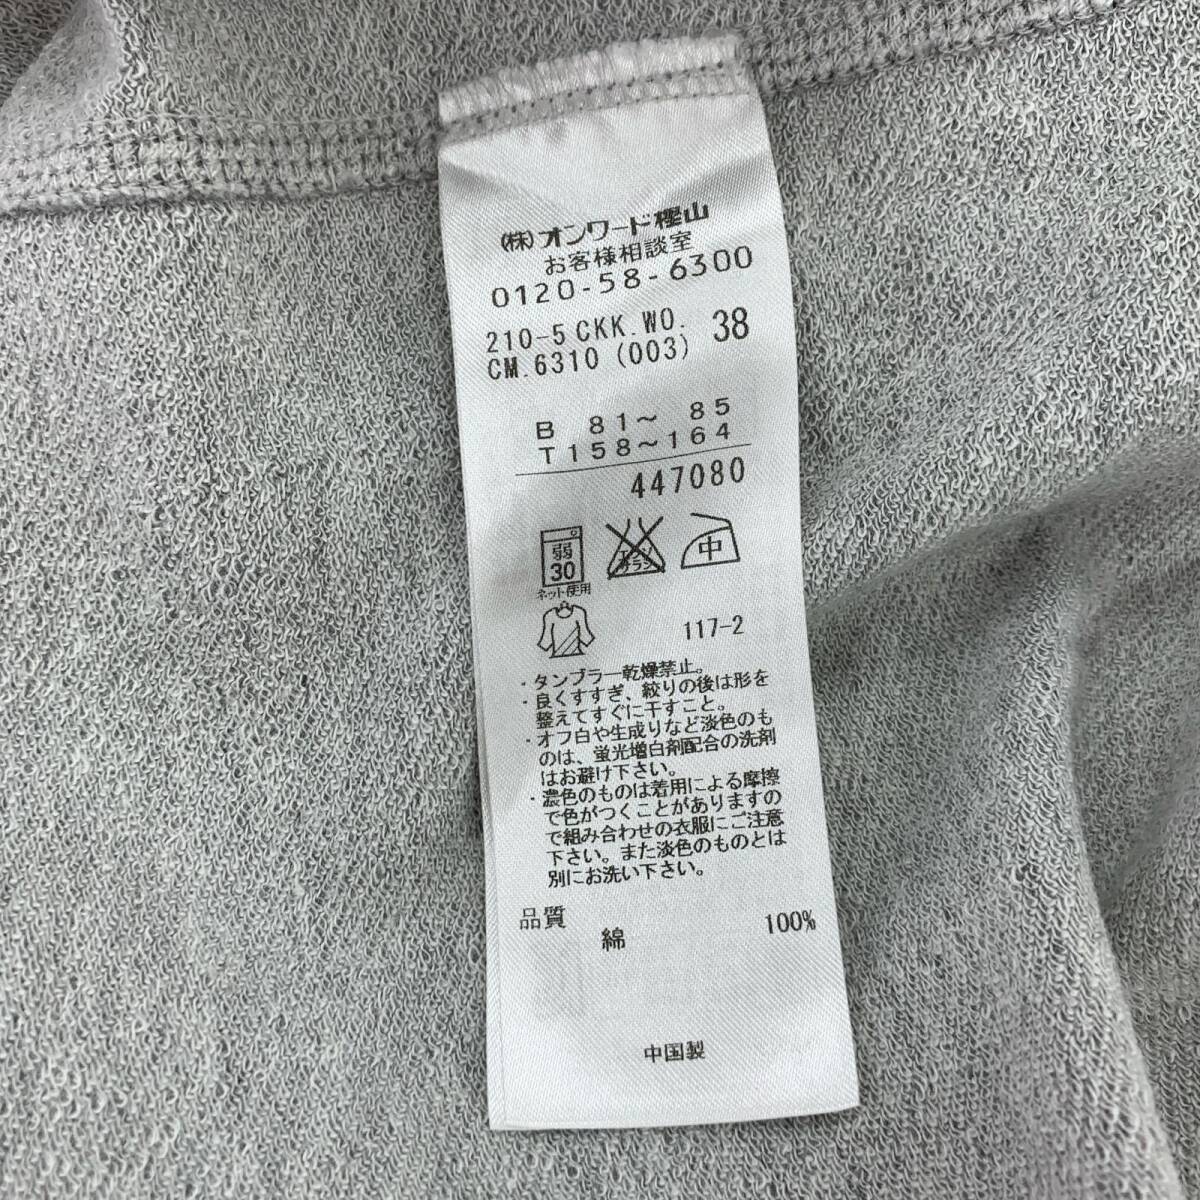 (株)オンワード樫山
お客様相談室
0120-58-6300
210-5 CKK.WO. 38
CM.6310 (003)
B 81〜 85
T 158〜164
447080
弱 エンソサラシ 中
30
ネット使用
117-2
・タンブラー乾燥禁止。
・良くすすぎ、絞りの後は形を
整えてすぐに干すこと。
・オフ白や生成りなど淡色のも
のは、蛍光増白剤配合の洗剤
はお避け下さい。
・濃色のものは着用による摩擦
で色がつくことがありますの
で組み合わせの衣服にご注意
下さい。また淡色のものとは
別にお洗い下さい。
品質
綿 100%
中国製